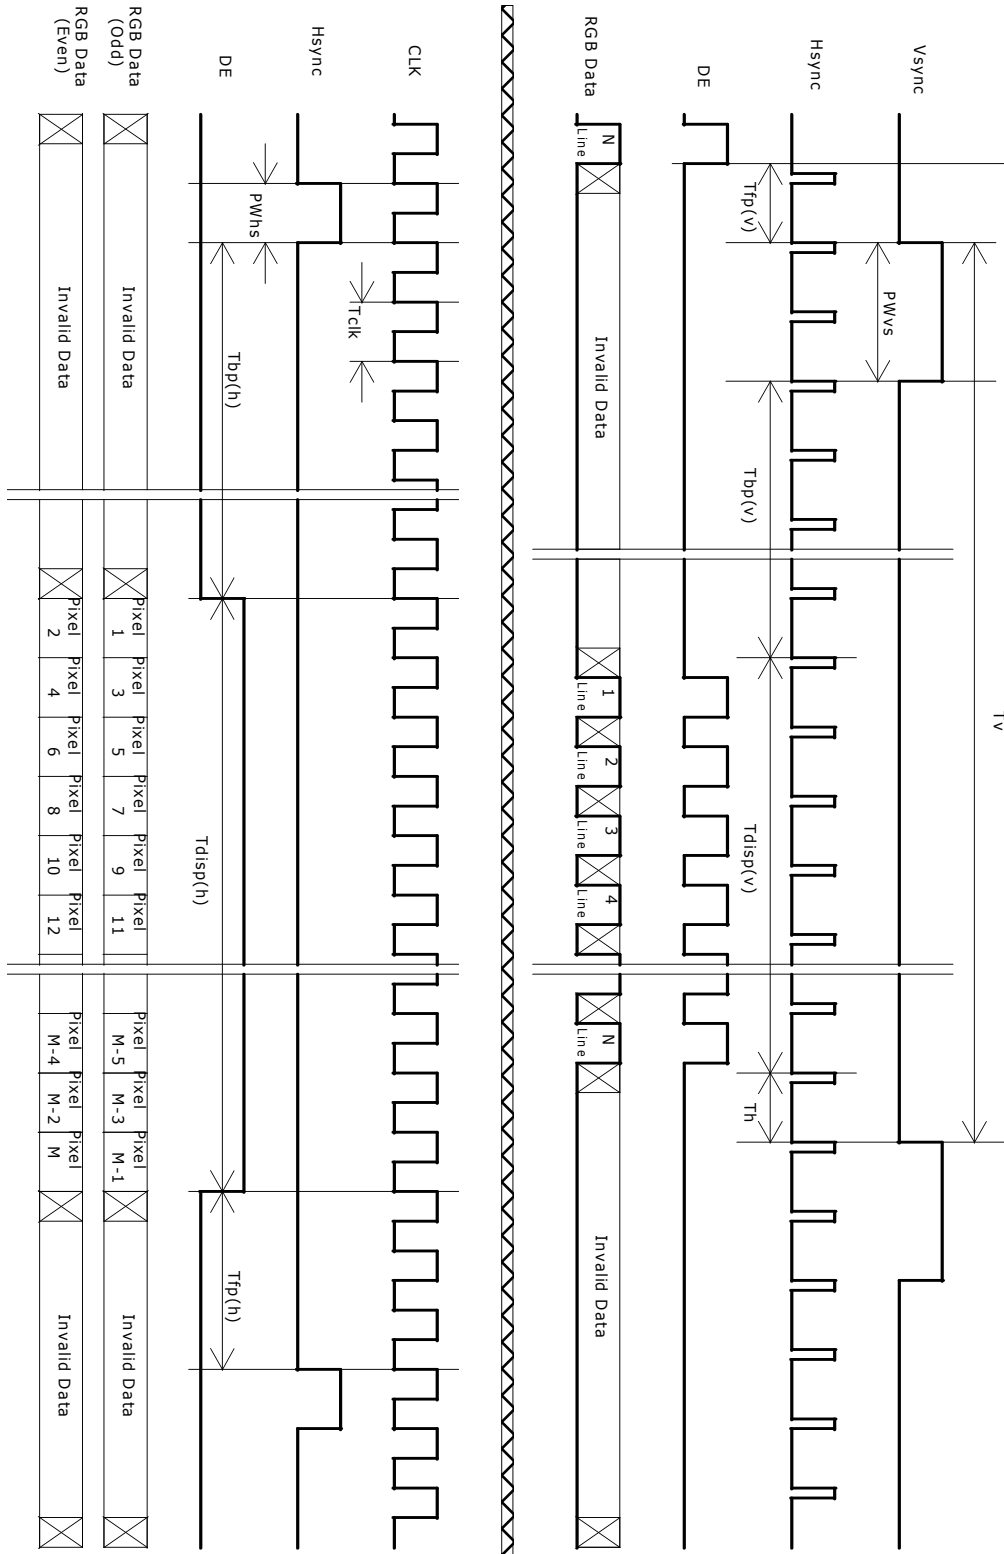 Vsync
Tv
PWvs
Hsync
Tfp(v)
Tbp(v)
Tdisp(v)
Th
DE
RGB Data
N
Line
Invalid Data
1
Line
2
Line
3
Line
4
Line
N
Line
Invalid Data
CLK
Tclk
Hsync
PWhs
Tbp(h)
Tdisp(h)
Tfp(h)
DE
RGB Data
(Odd)
Invalid Data
Pixel
1
Pixel
3
Pixel
5
Pixel
7
Pixel
9
Pixel
11
Pixel
M-5
Pixel
M-3
Pixel
M-1
Invalid Data
RGB Data
(Even)
Invalid Data
Pixel
2
Pixel
4
Pixel
6
Pixel
8
Pixel
10
Pixel
12
Pixel
M-4
Pixel
M-2
Pixel
M
Invalid Data